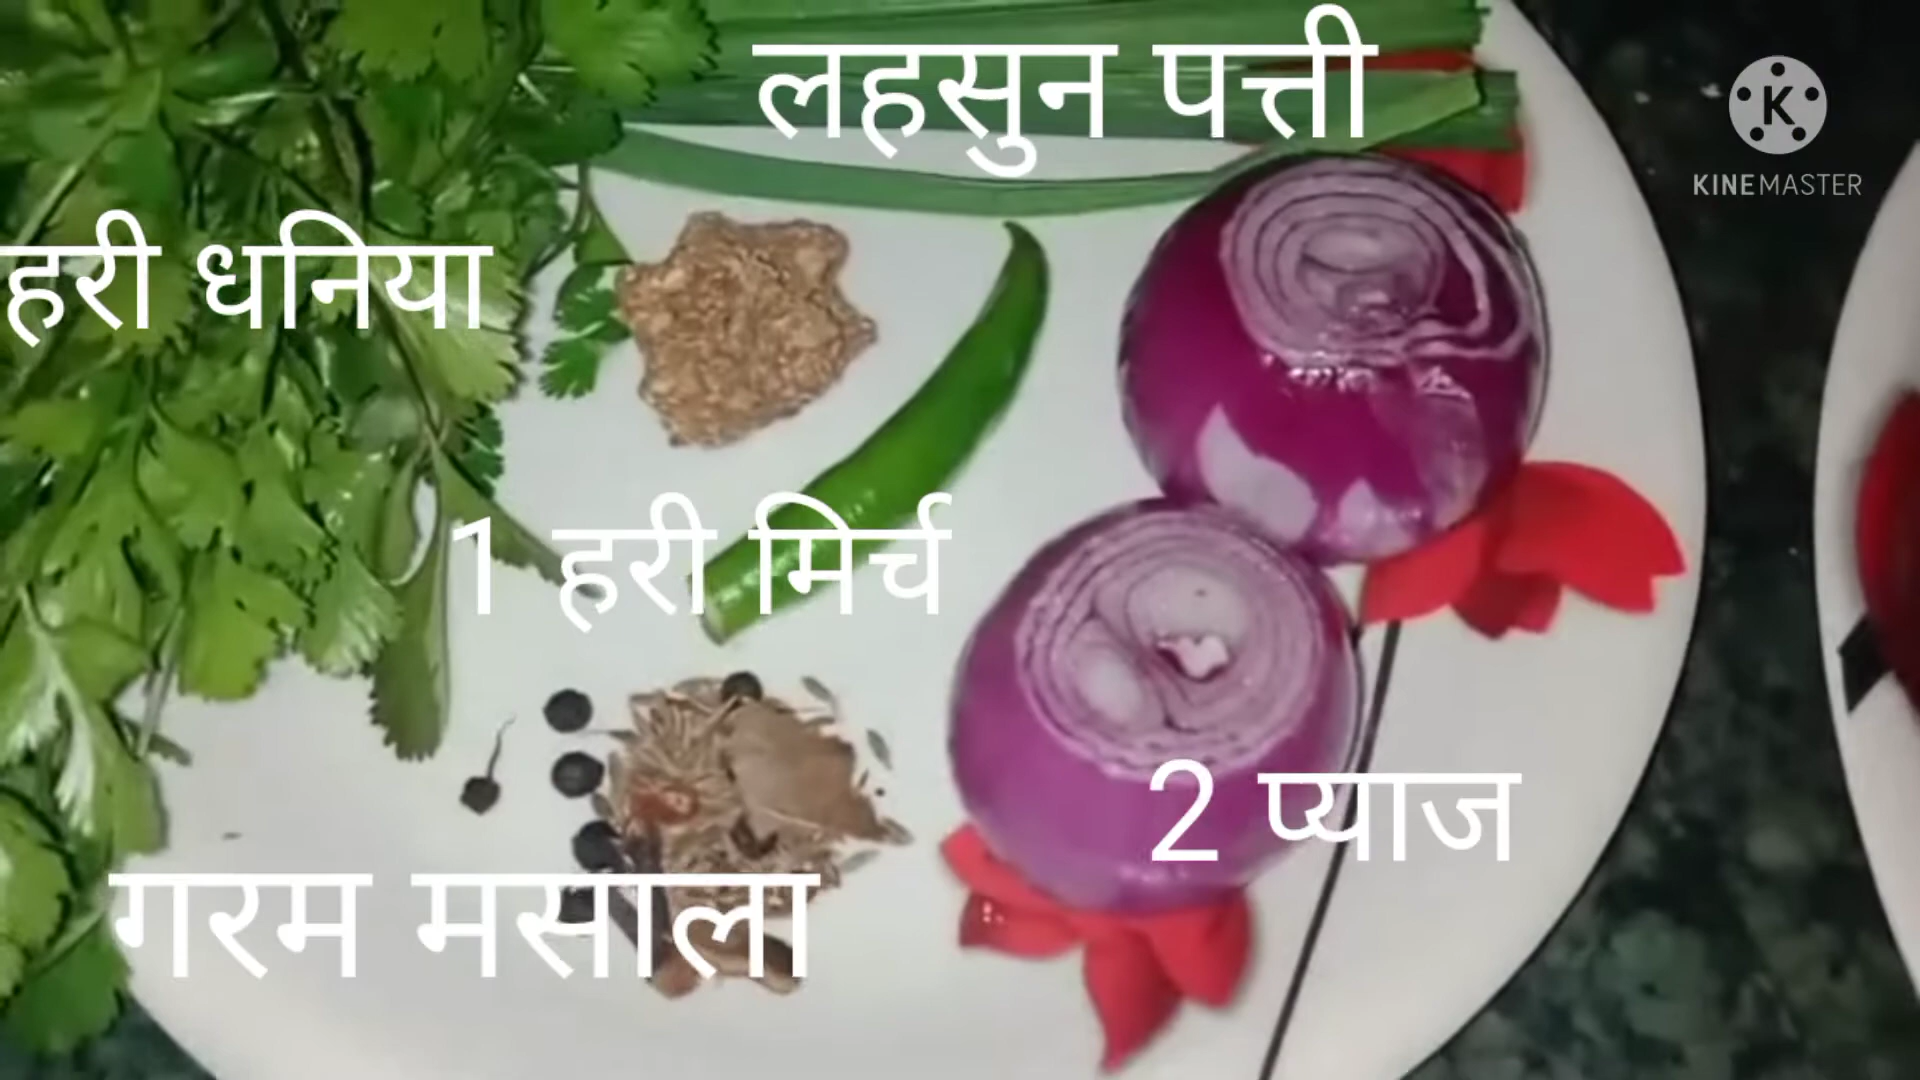 लहसुन पत्ती
KINEMASTER
हरी धनिया
1 हरी मिर्च
2 प्याज
गरम मसाला